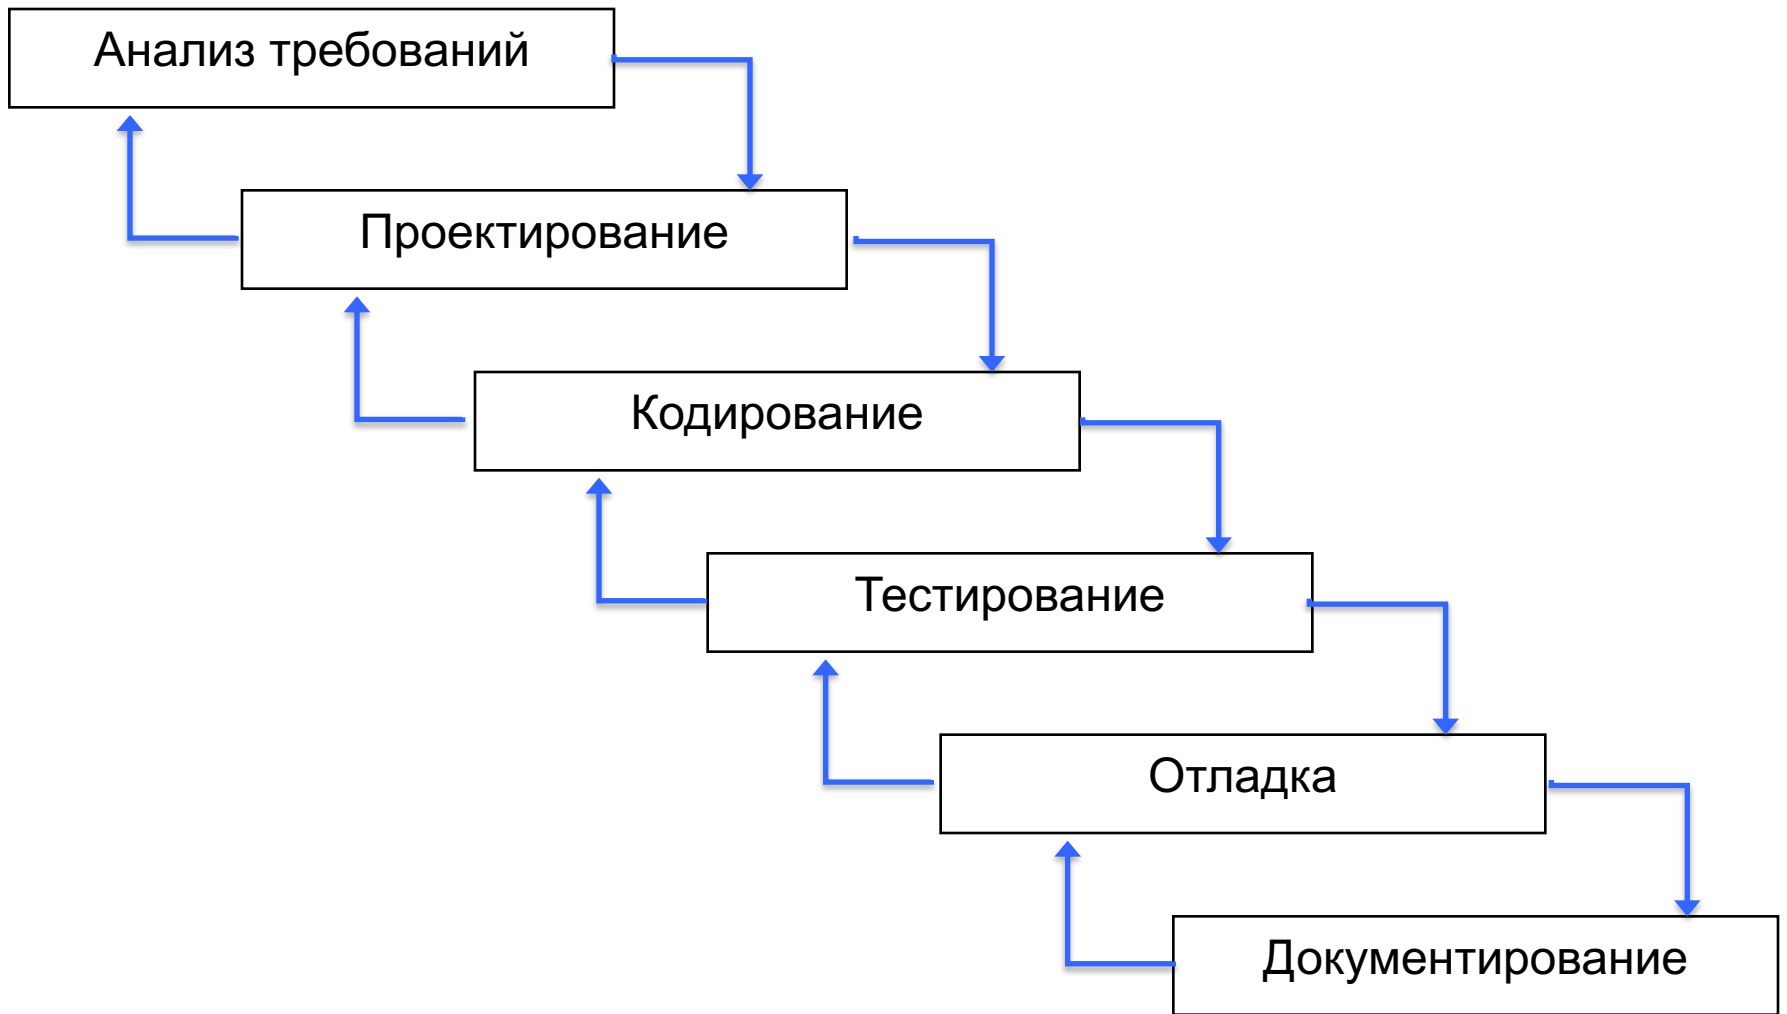 Анализ требований
Проектирование
Кодирование
Тестирование
Отладка
Документирование